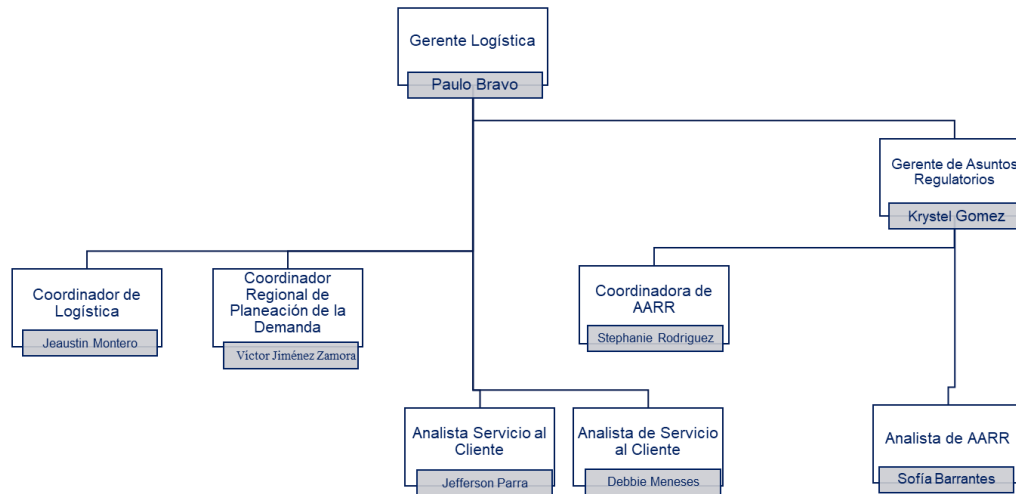 Gerente Logística
Paulo Bravo
Gerente de Asuntos
Regulatorios
Krystel Gomez
Coordinador de
Logística
Jeaustin Montero
Coordinador
Regional de
Planeación de la
Demanda
Víctor Jiménez Zamora
Coordinadora de
AARR
Stephanie Rodriguez
Analista Servicio al
Cliente
Jefferson Parra
Analista de Servicio
al Cliente
Debbie Meneses
Analista de AARR
Sofía Barrantes